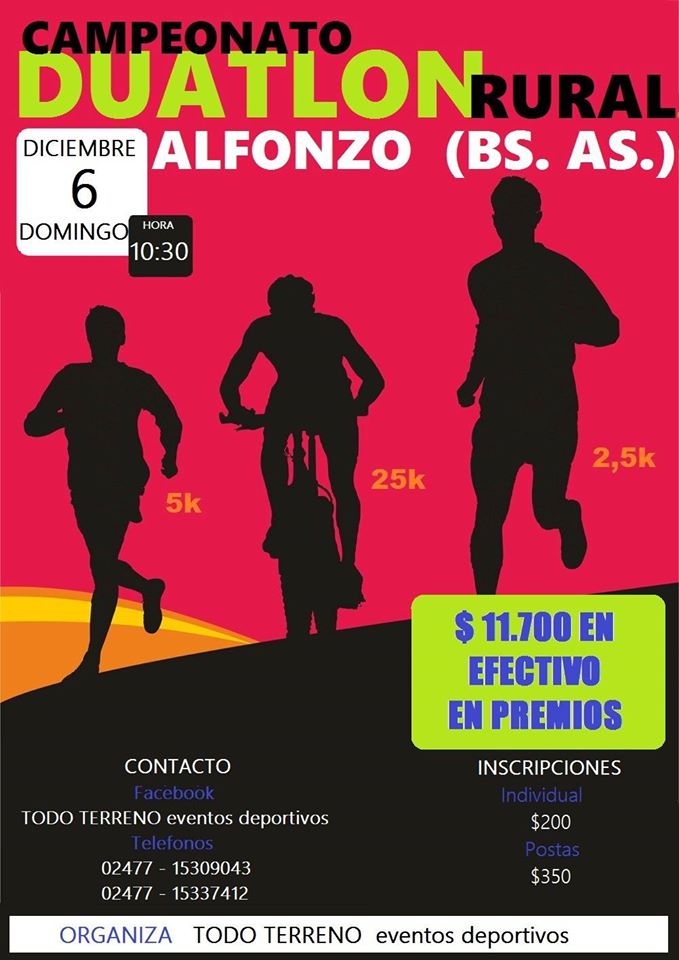 CAMPEONATO
DUATLON RURAL
ALFONZO (BS. AS.)
DICIEMBRE
6
DOMINGO
HORA
10:30
5k
25k
2,5k
$ 11.700 EN
EFECTIVO
EN PREMIOS
CONTACTO
Facebook
TODO TERRENO eventos deportivos
Telefonos
02477 - 15309043
02477 - 15337412
INSCRIPCIONES
Individual
$200
Postas
$350
ORGANIZA TODO TERRENO eventos deportivos